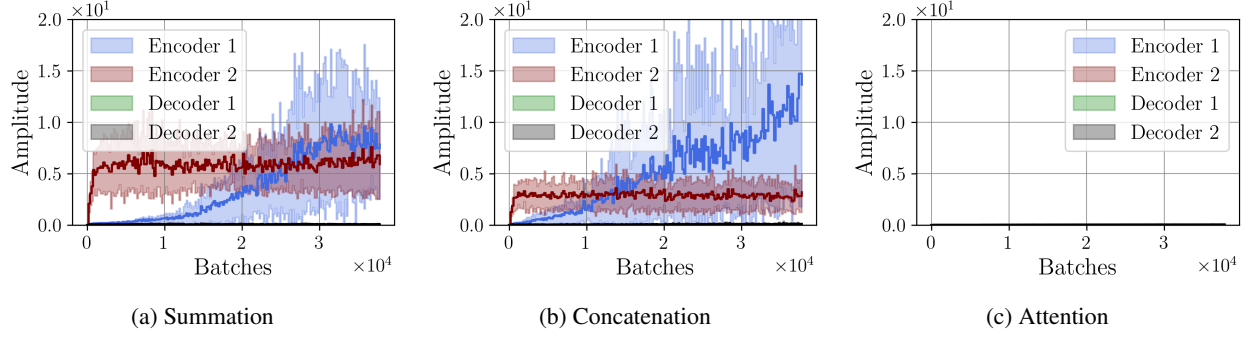 ×10¹
2.0
1.5
1.0
0.5
0.0
Amplitude
Encoder 1
Encoder 2
Decoder 1
Decoder 2
0
1
2
3
×10⁴
Batches
(a) Summation
×10¹
2.0
1.5
1.0
0.5
0.0
Amplitude
Encoder 1
Encoder 2
Decoder 1
Decoder 2
0
1
2
3
×10⁴
Batches
(b) Concatenation
×10¹
2.0
1.5
1.0
0.5
0.0
Amplitude
Encoder 1
Encoder 2
Decoder 1
Decoder 2
0
1
2
3
×10⁴
Batches
(c) Attention